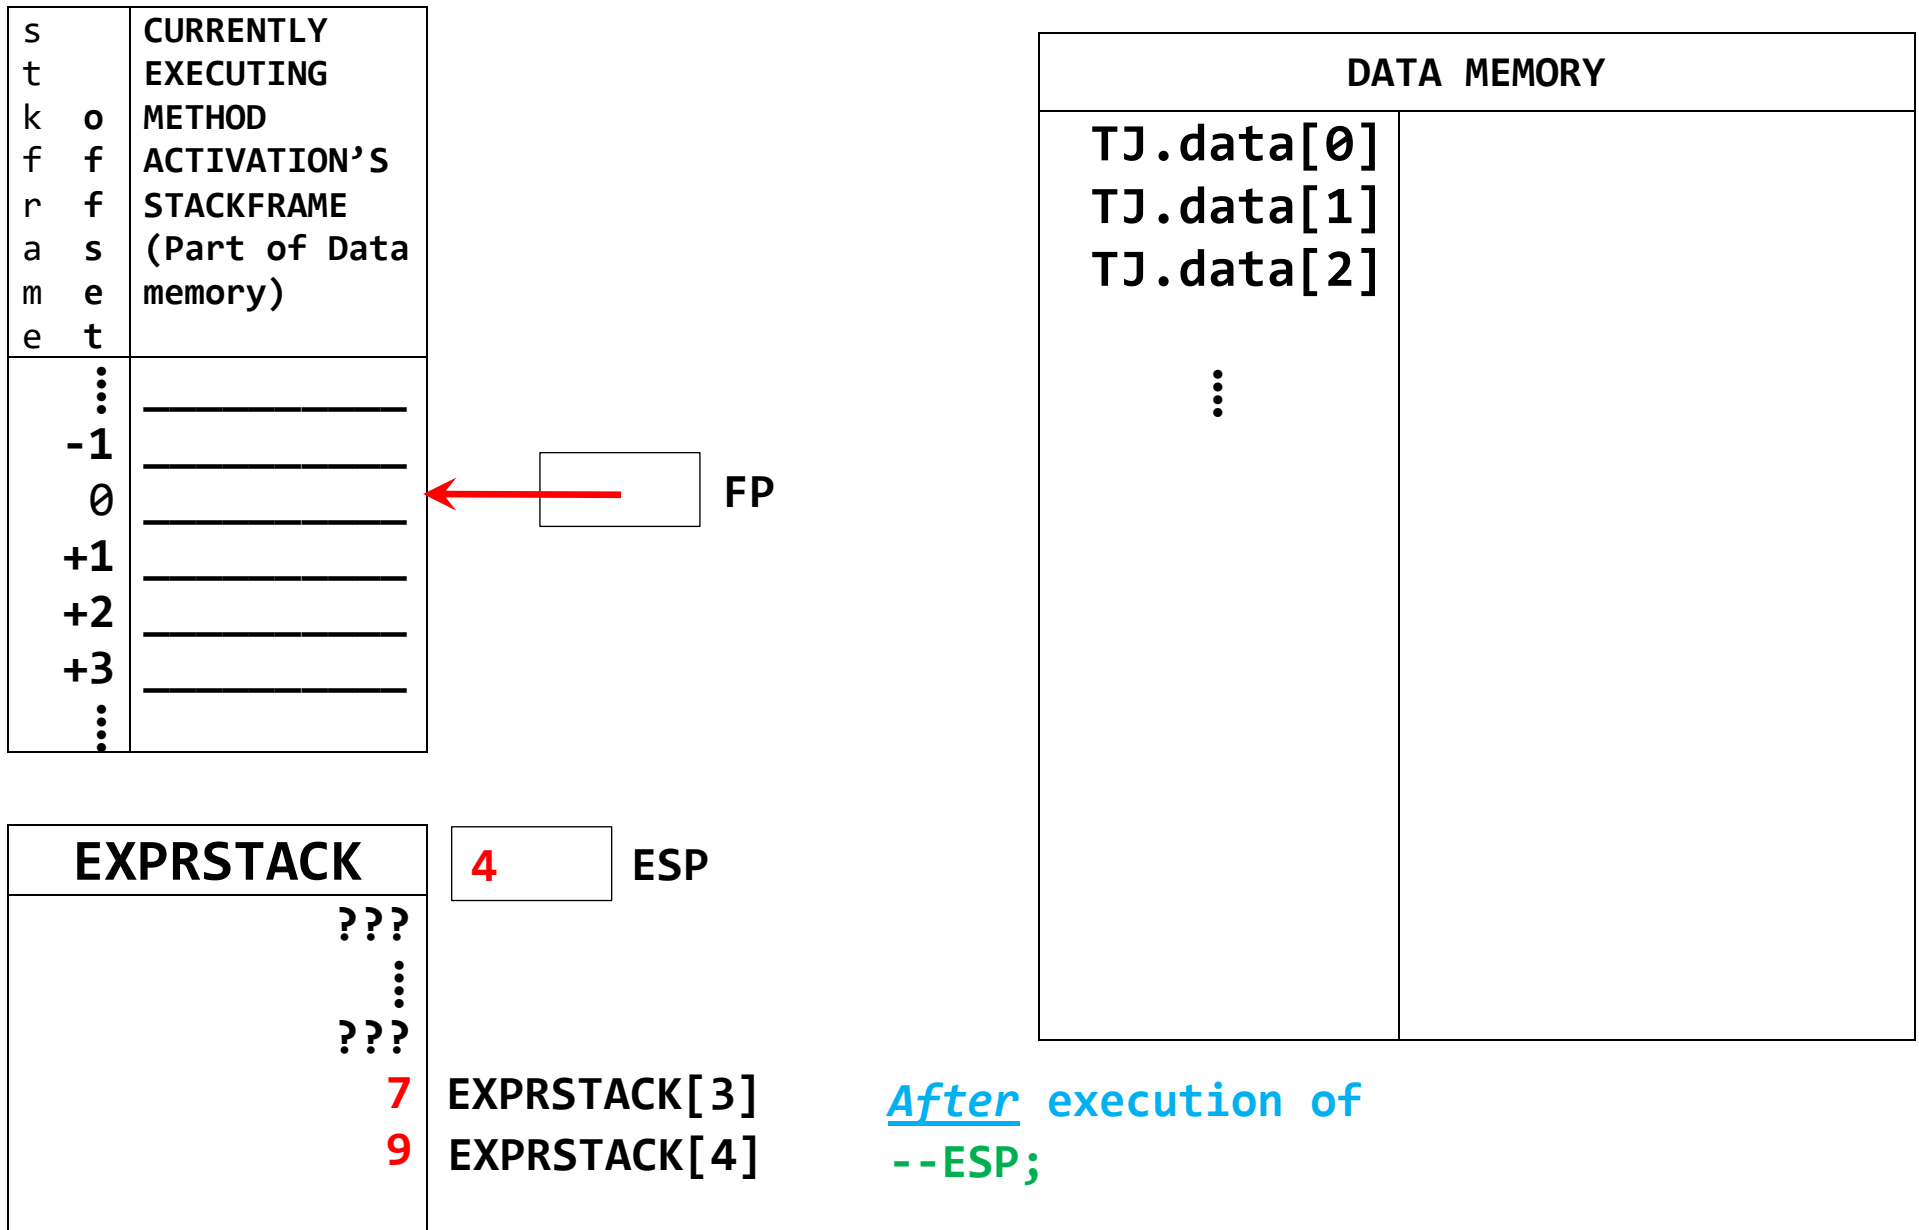 s CURRENTLY
t EXECUTING
k o METHOD
f f ACTIVATION’S
r f STACKFRAME
a s (Part of Data
m e memory)
e t
-1
0
+1
+2
+3
FP
DATA MEMORY
TJ.data[0]
TJ.data[1]
TJ.data[2]
EXPRSTACK
4 ESP
???
???
7 EXPRSTACK[3]
9 EXPRSTACK[4]
After execution of
--ESP;